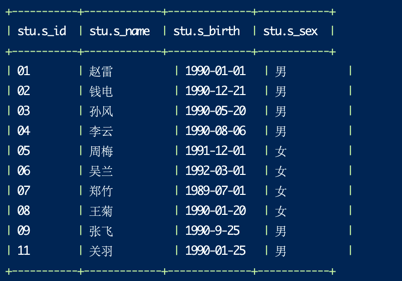 stu.s_id | stu.s_name | stu.s_birth | stu.s_sex |
| 01 | 赵雷 | 1990-01-01 | 男 |
| 02 | 钱电 | 1990-12-21 | 男 |
| 03 | 孙风 | 1990-05-20 | 男 |
| 04 | 李云 | 1990-08-06 | 男 |
| 05 | 周梅 | 1991-12-01 | 女 |
| 06 | 吴兰 | 1992-03-01 | 女 |
| 07 | 郑竹 | 1989-07-01 | 女 |
| 08 | 王菊 | 1990-01-20 | 女 |
| 09 | 张飞 | 1990-9-25 | 男 |
| 11 | 关羽 | 1990-01-25 | 男 |